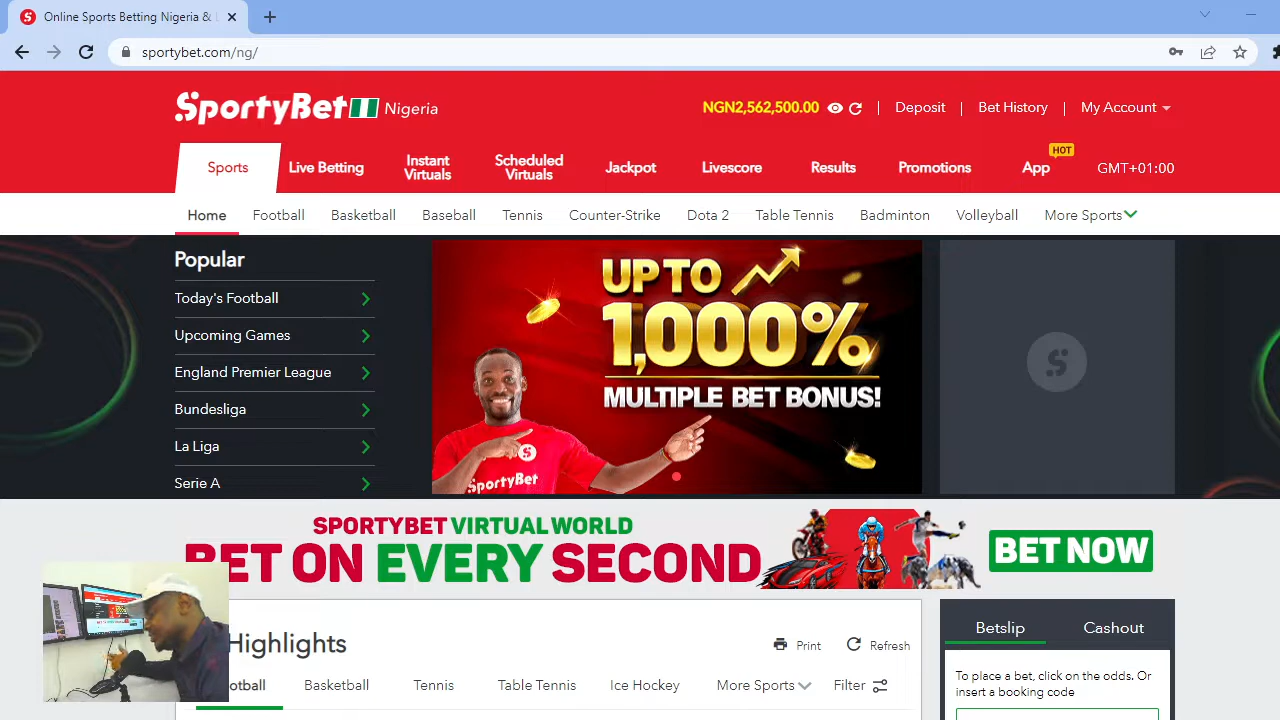 Online Sports Betting Nigeria &
sportybet.com/ng/
SportyBet Nigeria
NGN2,562,500.00
Deposit
Bet History
My Account
Sports
Live Betting
Instant
Virtuals
Scheduled
Virtuals
Jackpot
Livescore
Results
Promotions
App
HOT
GMT+01:00
Home
Football
Basketball
Baseball
Tennis
Counter-Strike
Dota 2
Table Tennis
Badminton
Volleyball
More Sports
Popular
Today's Football
Upcoming Games
England Premier League
Bundesliga
La Liga
Serie A
UP TO
1,000%
MULTIPLE BET BONUS!
SportyBet
SPORTYBET VIRTUAL WORLD
BET ON EVERY SECOND
BET NOW
Highlights
Print
Refresh
otball
Basketball
Tennis
Table Tennis
Ice Hockey
More Sports
Filter
Betslip
Cashout
To place a bet, click on the odds. Or
insert a booking code